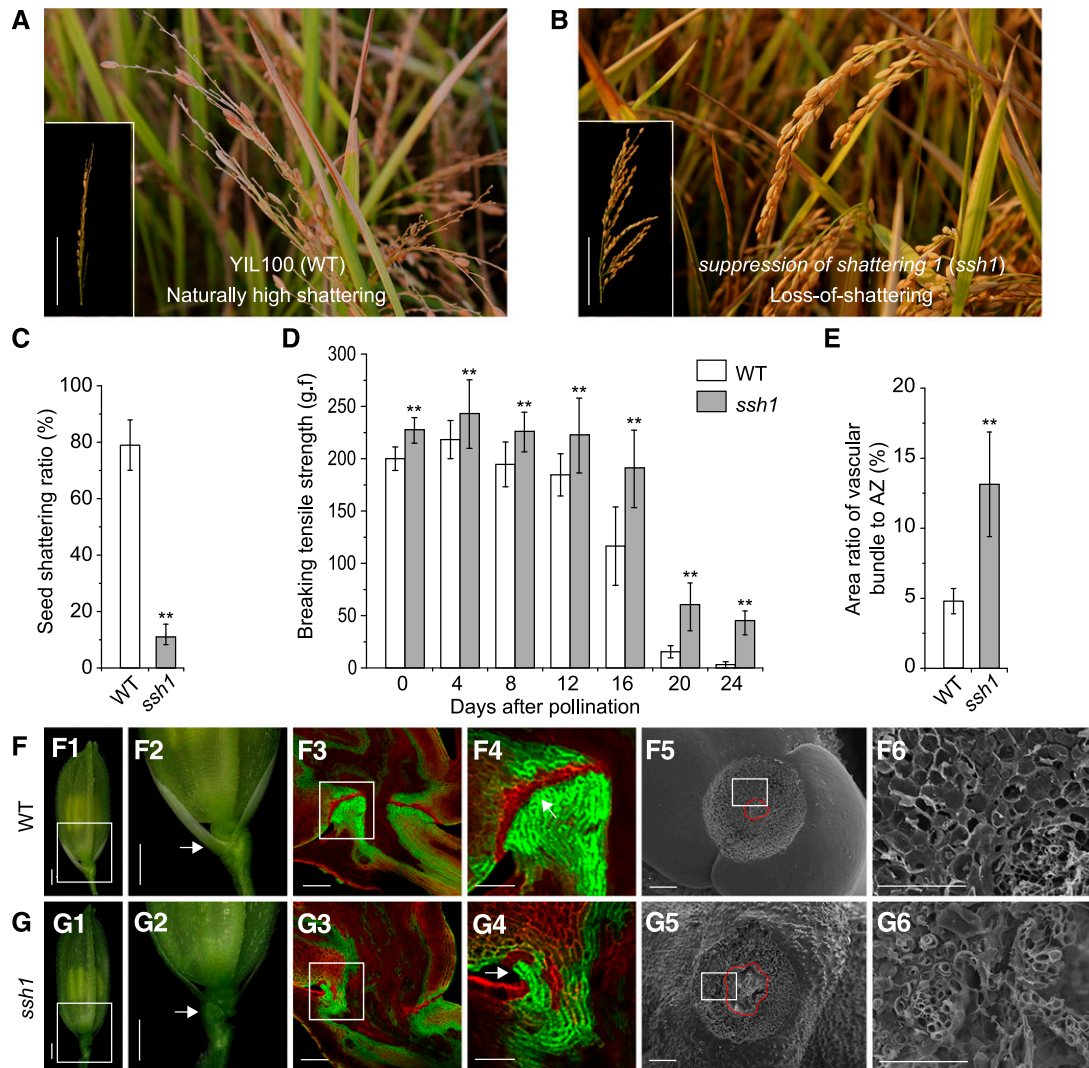 A
YIL100 (WT)
Naturally high shattering
B
suppression of shattering 1 (ssh1)
Loss-of-shattering
C
Seed shattering ratio (%)
100
80
60
40
20
0
**
WT
ssh1
D
Breaking tensile strength (g.f)
300
250
200
150
100
50
0
** ** ** ** ** ** **
0 4 8 12 16 20 24
Days after pollination
WT
ssh1
E
Area ratio of vascular
bundle to AZ (%)
20
15
10
5
0
**
WT
ssh1
F
WT
F1 F2 F3 F4 F5 F6
G
ssh1
G1 G2 G3 G4 G5 G6